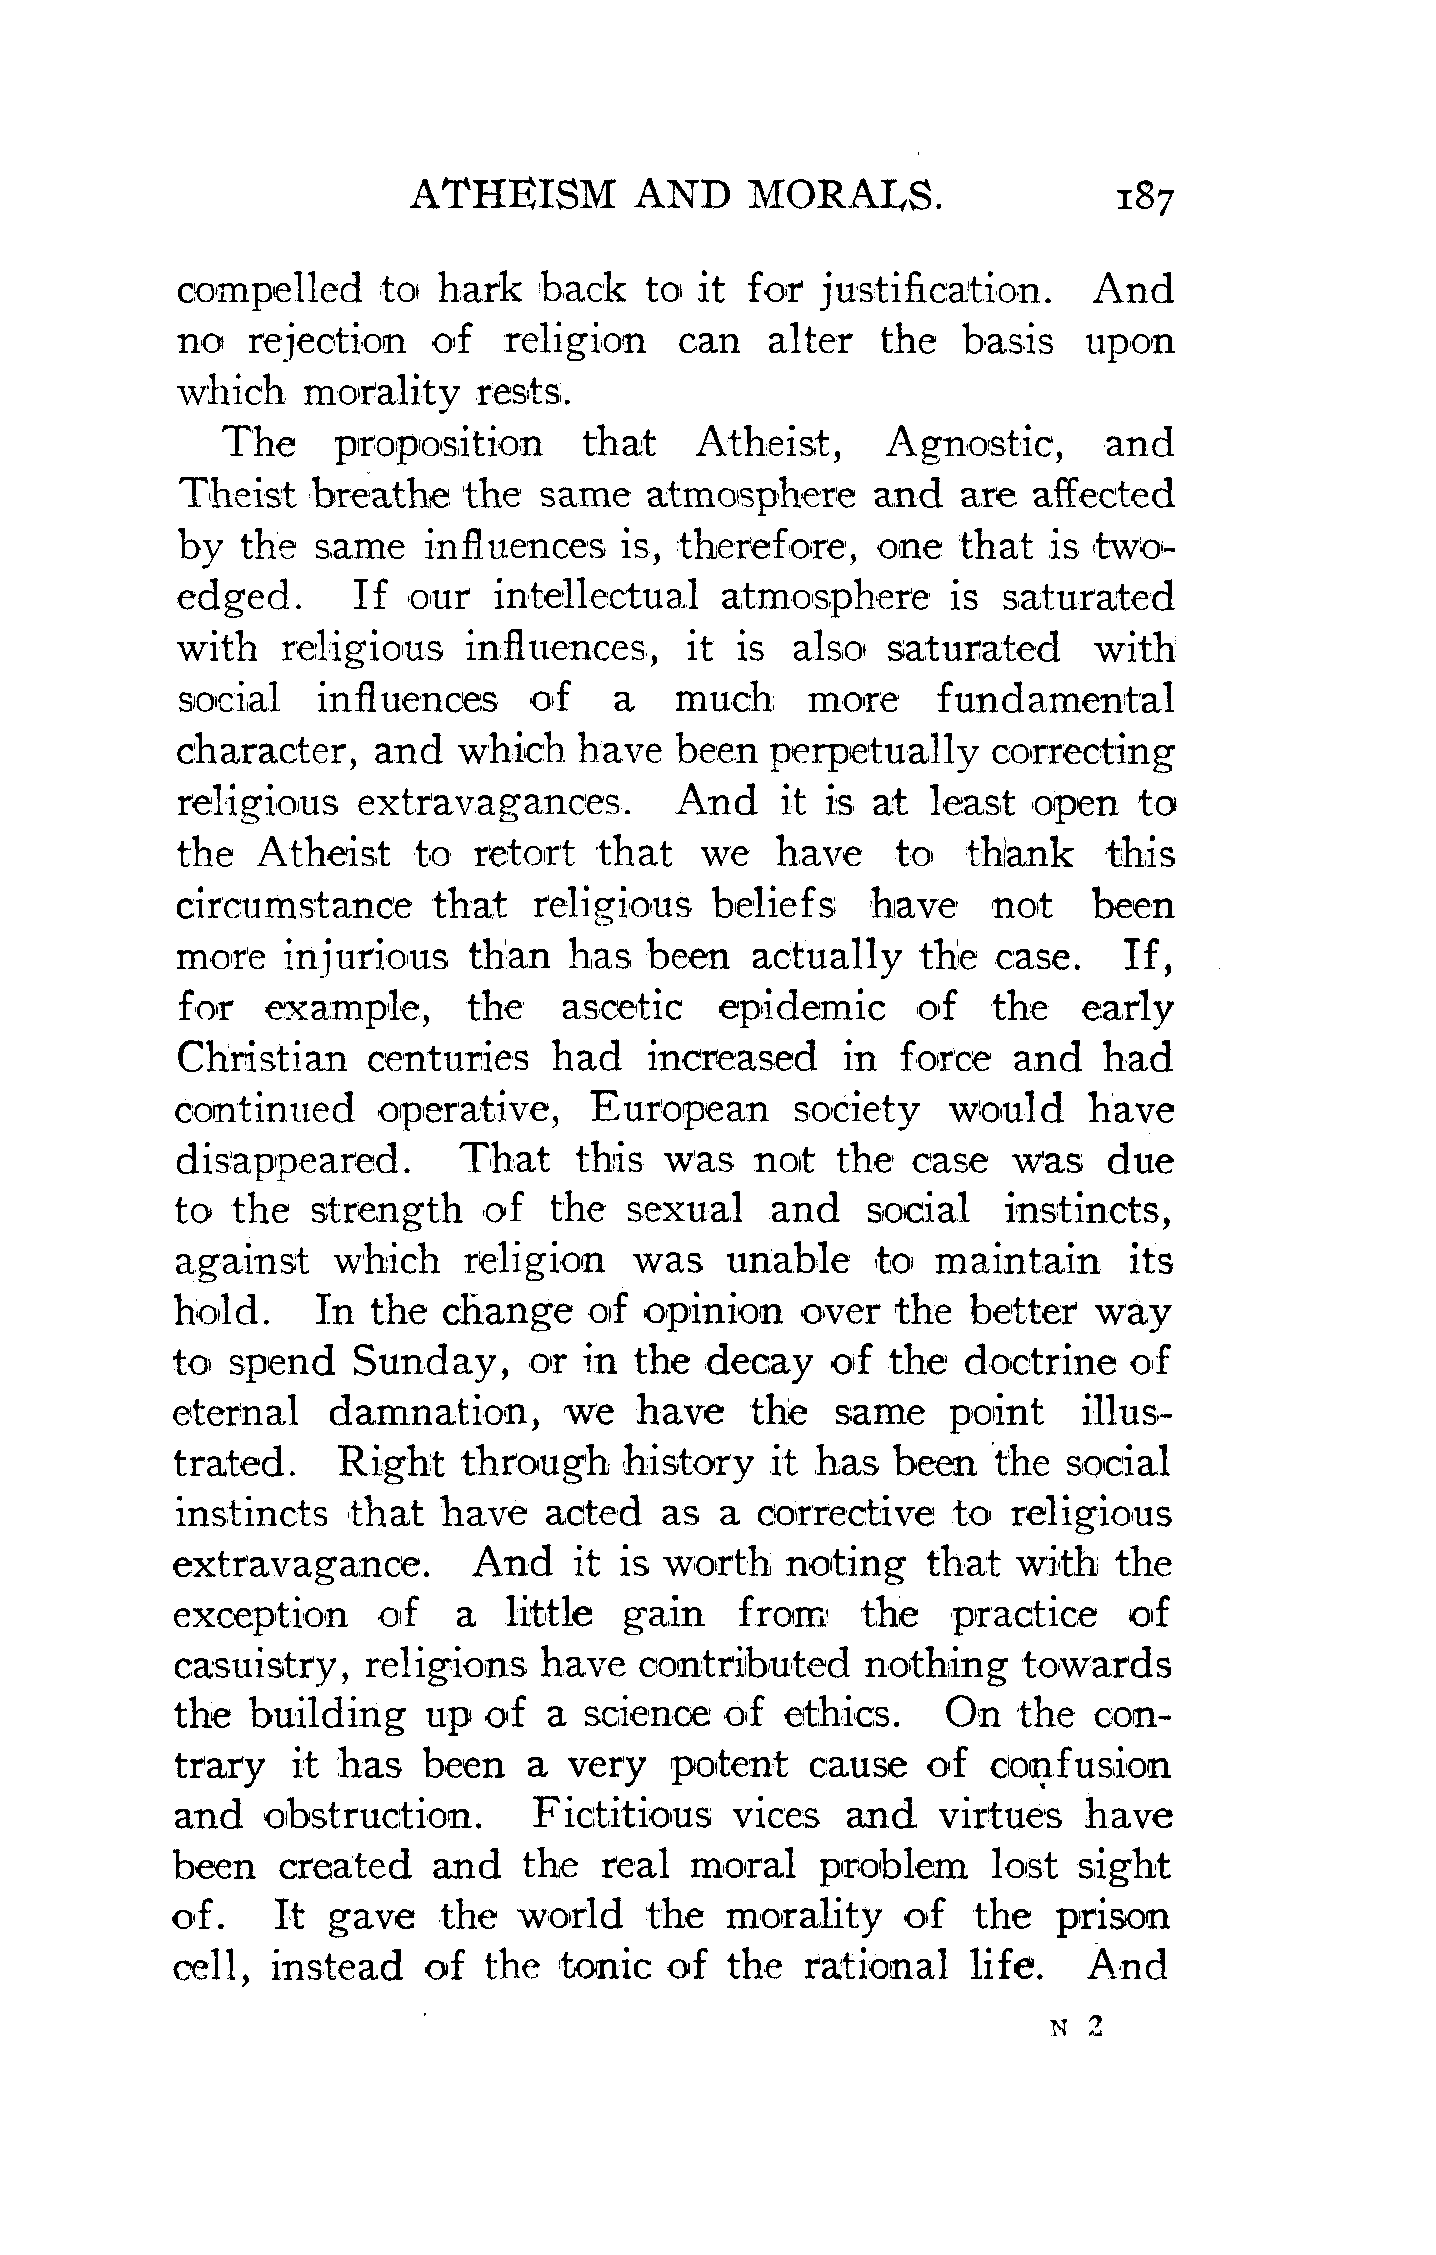 ATHEISM AND MORALS. 187
compelled to hark back to it for justification. And
no rejection of religion can alter the basis upon
which morality rests.
The proposition that Atheist, Agnostic, and
Theist breathe the same atmosphere and are affected
by the same influences is, therefore, one that is two-
edged. If our intellectual atmosphere is saturated
with religious influences, it is also saturated with
social influences of a much more fundamental
character, and which have been perpetually correcting
religious extravagances. And it is at least open to
the Atheist to retort that we have to thank this
circumstance that religious beliefs have not been
more injurious than has been actually the case. If,
for example, the ascetic epidemic of the early
Christian centuries had increased in force and had
continued operative, European society would have
disappeared. That this was not the case was due
to the strength of the sexual and social instincts,
against which religion was unable to maintain its
hold. In the change of opinion over the better way
to spend Sunday, or in the decay of the doctrine of
eternal damnation, we have the same point illus-
trated. Right through history it has been the social
instincts that have acted as a corrective to religious
extravagance. And it is worth noting that with the
exception of a little gain from the practice of
casuistry, religions have contributed nothing towards
the building up of a science of ethics. On the con-
trary it has been a very potent cause of confusion
and obstruction. Fictitious vices and virtues have
been created and the real moral problem lost sight
of. It gave the world the morality of the prison
cell, instead of the tonic of the rational life. And
N 2